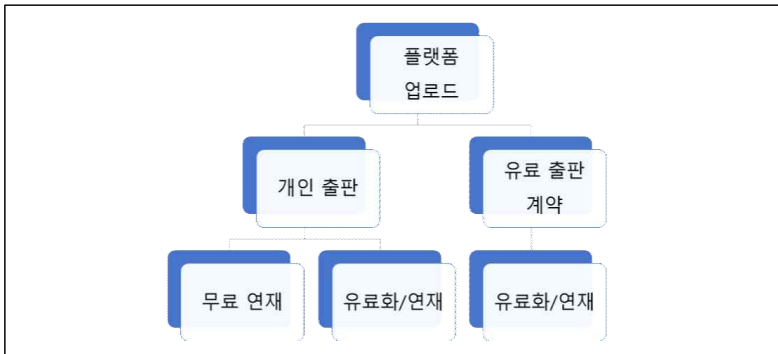 플랫폼
업로드
개인 출판
유료 출판
계약
무료 연재
유료화/연재
유료화/연재